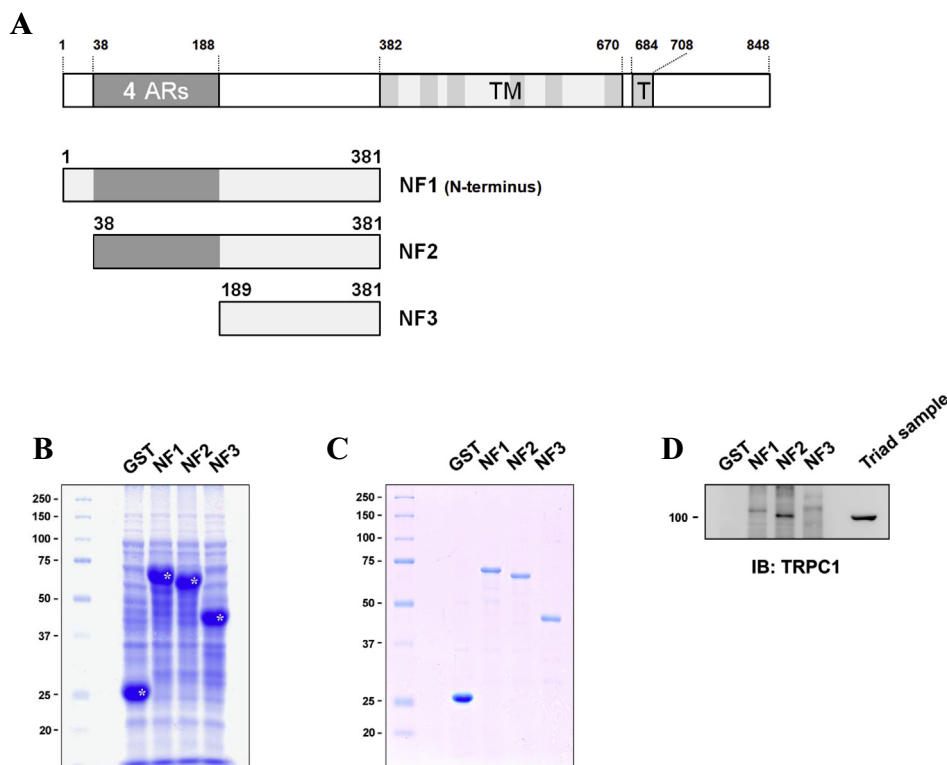 A
1 38 188 382 670 684 708 848
4 ARs TM T
1 381
NF1 (N-terminus)
38 381
NF2
189 381
NF3
B
GST NF1 NF2 NF3
250
150
100
75
50
37
25
20
*
*
*
*
C
GST NF1 NF2 NF3
250
150
100
75
50
37
25
20
D
GST NF1 NF2 NF3 Triad sample
100
IB: TRPC1